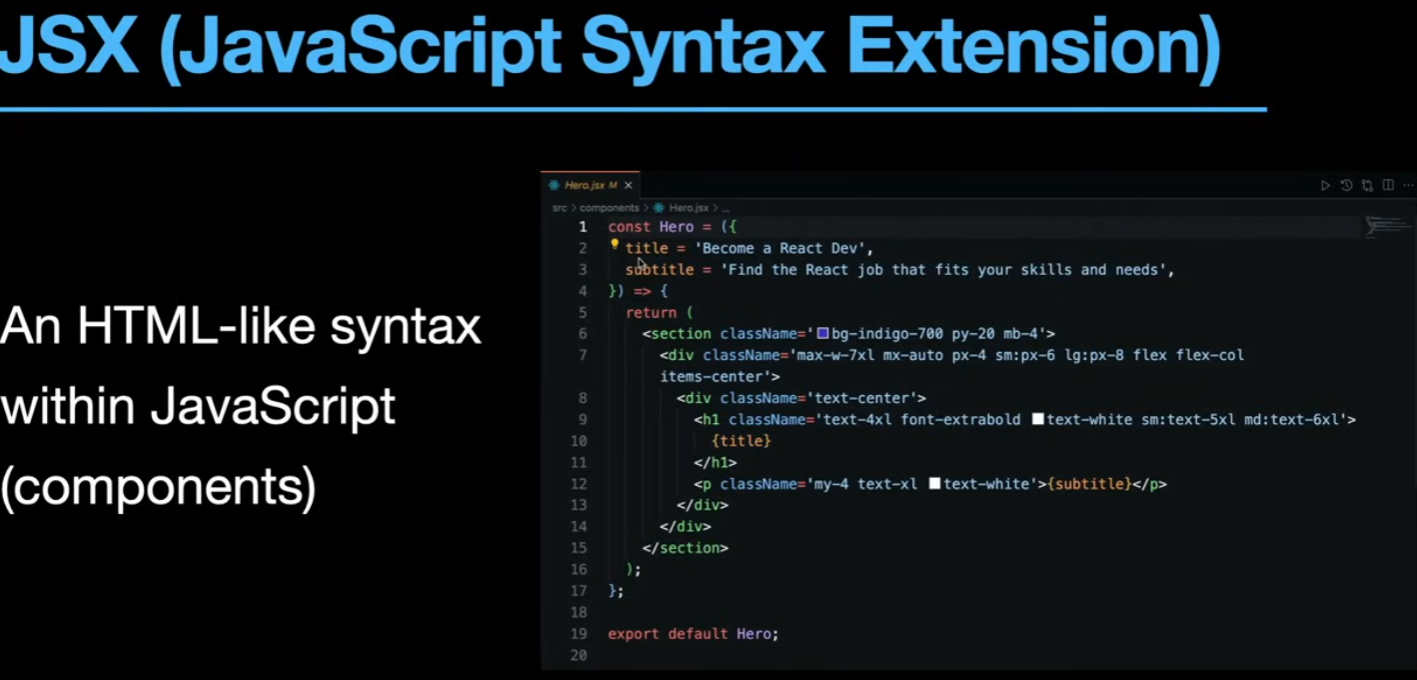 JSX (JavaScript Syntax Extension)
An HTML-like syntax
within JavaScript
(components)
Hero.jsx M ×
src > components > Hero.jsx > ...
1 const Hero = ({
2 title = 'Become a React Dev',
3 subtitle = 'Find the React job that fits your skills and needs',
4 }) => {
5 return (
6 <section className='bg-indigo-700 py-20 mb-4'>
7 <div className='max-w-7xl mx-auto px-4 sm:px-6 lg:px-8 flex flex-col
items-center'>
8 <div className='text-center'>
9 <h1 className='text-4xl font-extrabold text-white sm:text-5xl md:text-6xl'>
10 {title}
11 </h1>
12 <p className='my-4 text-xl text-white'>{subtitle}</p>
13 </div>
14 </div>
15 </section>
16 );
17 };
18
19 export default Hero;
20